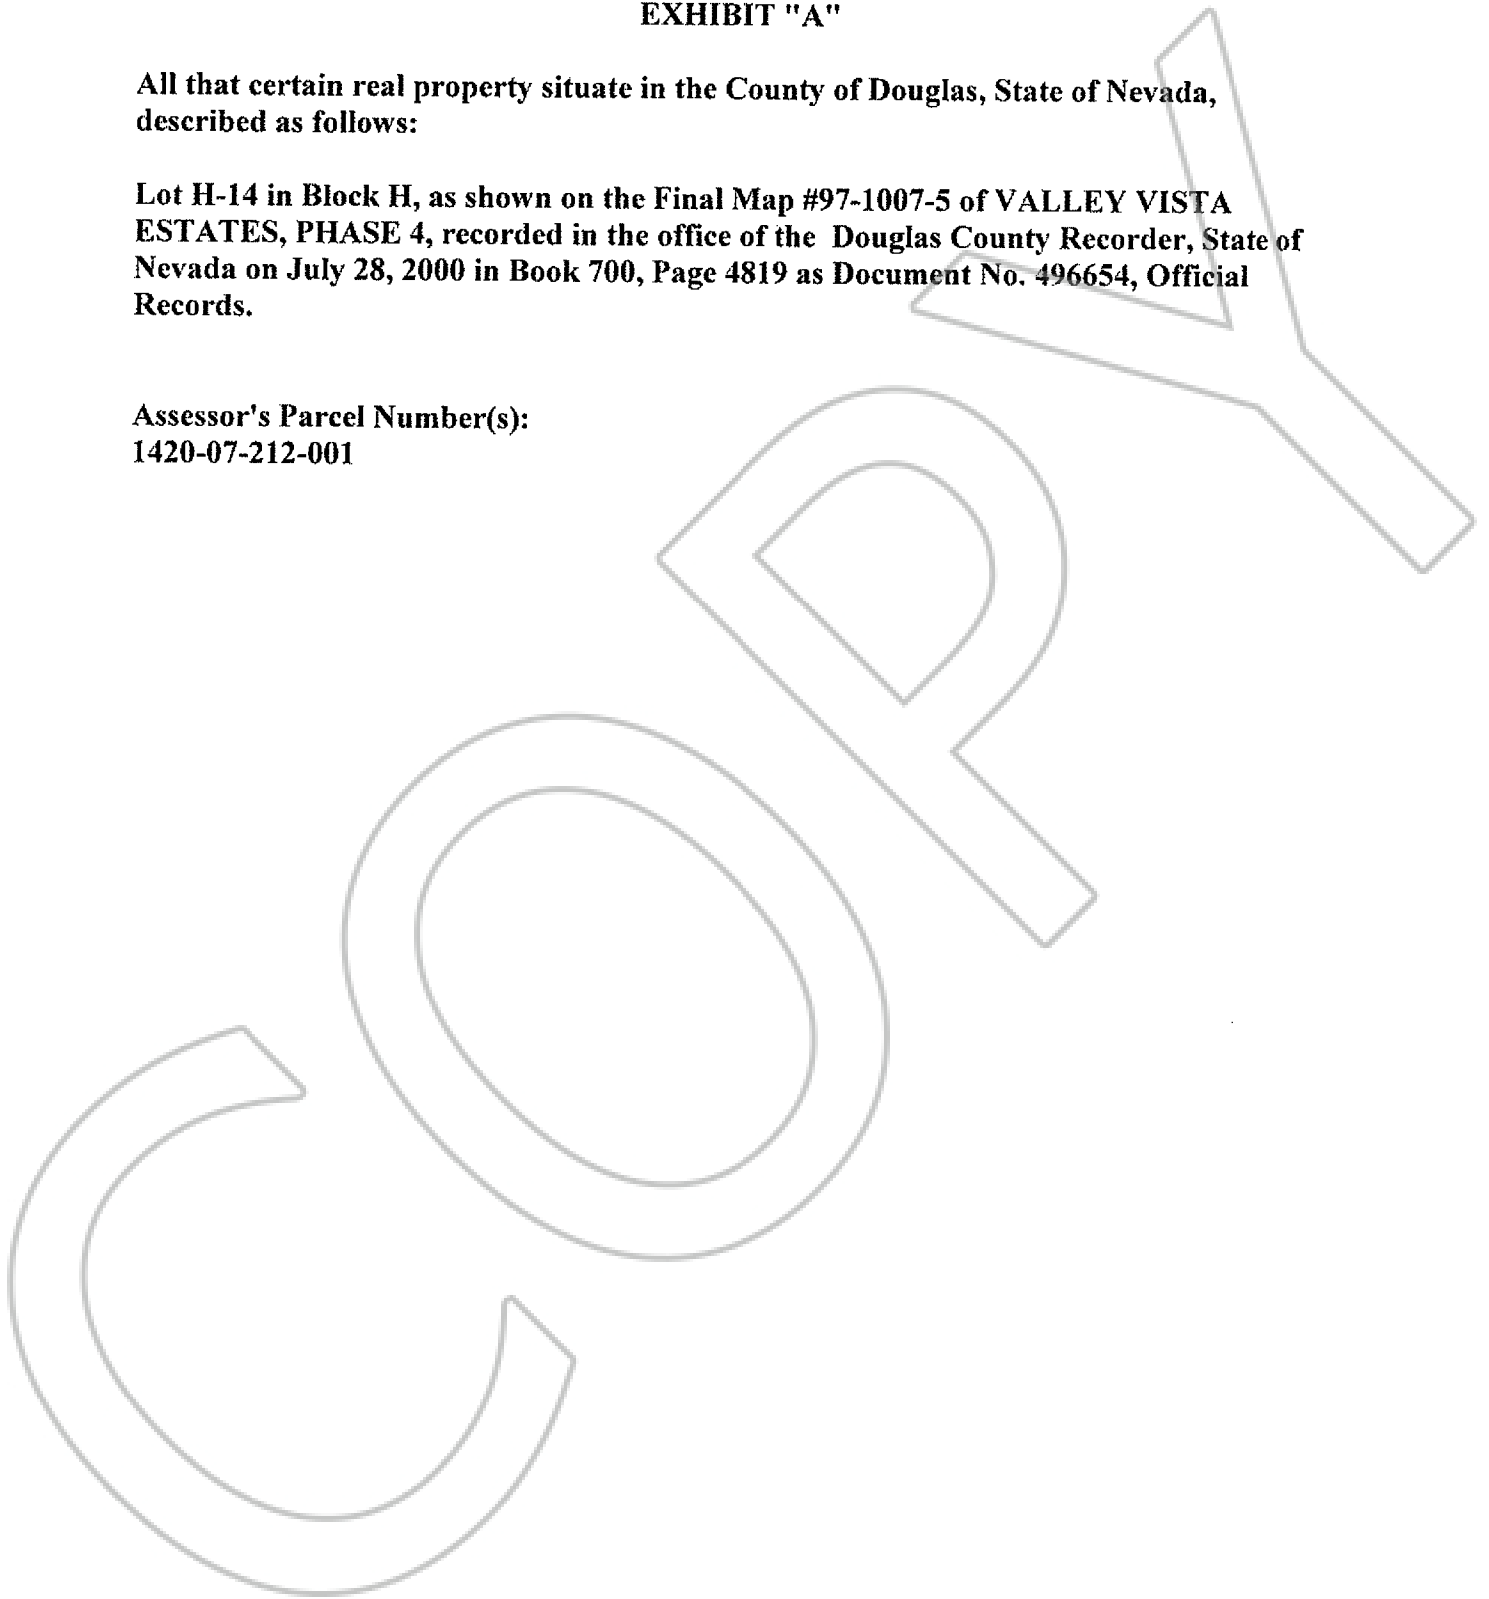 EXHIBIT "A"
All that certain real property situate in the County of Douglas, State of Nevada,
described as follows:
Lot H-14 in Block H, as shown on the Final Map #97-1007-5 of VALLEY VISTA
ESTATES, PHASE 4, recorded in the office of the Douglas County Recorder, State of
Nevada on July 28, 2000 in Book 700, Page 4819 as Document No. 496654, Official
Records.
Assessor's Parcel Number(s):
1420-07-212-001
COPY